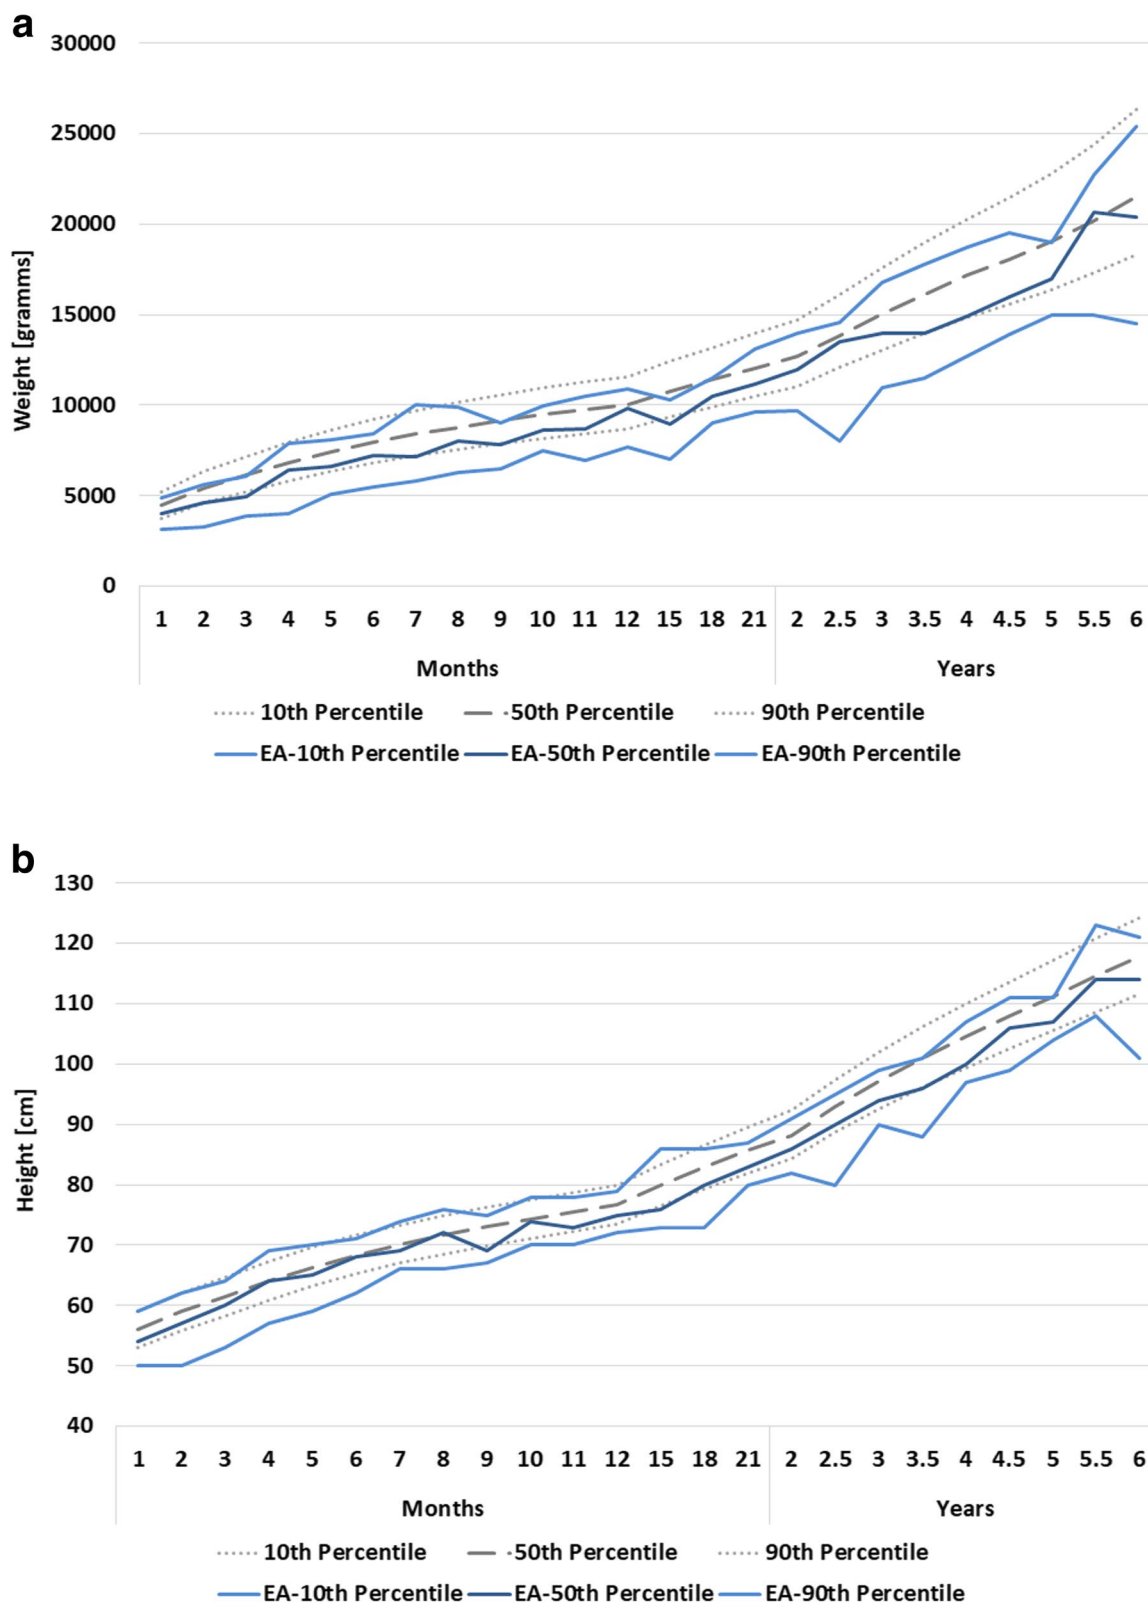 a
30000
25000
20000
15000
10000
5000
0
Weight [gramms]
1 2 3 4 5 6 7 8 9 10 11 12 15 18 21 2 2.5 3 3.5 4 4.5 5 5.5 6
Months Years
10th Percentile 50th Percentile 90th Percentile
EA-10th Percentile EA-50th Percentile EA-90th Percentile
b
130
120
110
100
90
80
70
60
50
40
Height [cm]
1 2 3 4 5 6 7 8 9 10 11 12 15 18 21 2 2.5 3 3.5 4 4.5 5 5.5 6
Months Years
10th Percentile 50th Percentile 90th Percentile
EA-10th Percentile EA-50th Percentile EA-90th Percentile